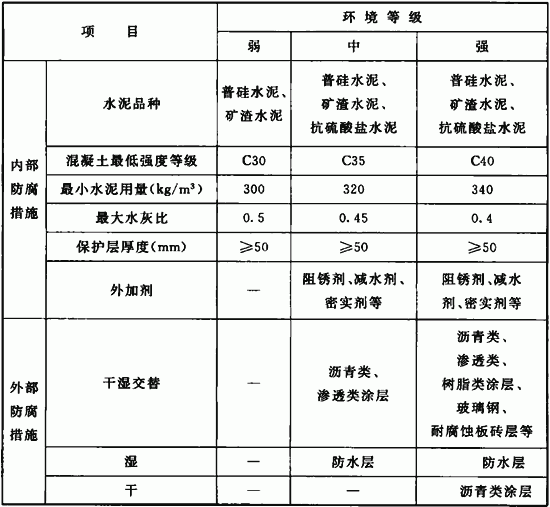 项 目
环境等级
弱 中 强
内部
防腐
措施
水泥品种
普硅水泥、
矿渣水泥
普硅水泥、
矿渣水泥、
抗硫酸盐水泥
普硅水泥、
矿渣水泥、
抗硫酸盐水泥
混凝土最低强度等级 C30 C35 C40
最小水泥用量(kg/m³) 300 320 340
最大水灰比 0.5 0.45 0.4
保护层厚度(mm) ≥50 ≥50 ≥50
外加剂 —
阻锈剂、减水剂、
密实剂等
阻锈剂、减水
剂、密实剂等
外部
防腐
措施
干湿交替 —
沥青类、
渗透类涂层
沥青类、
渗透类、
树脂类涂层、
玻璃钢、
耐腐蚀板砖层等
湿 — 防水层 防水层
干 — — 沥青类涂层